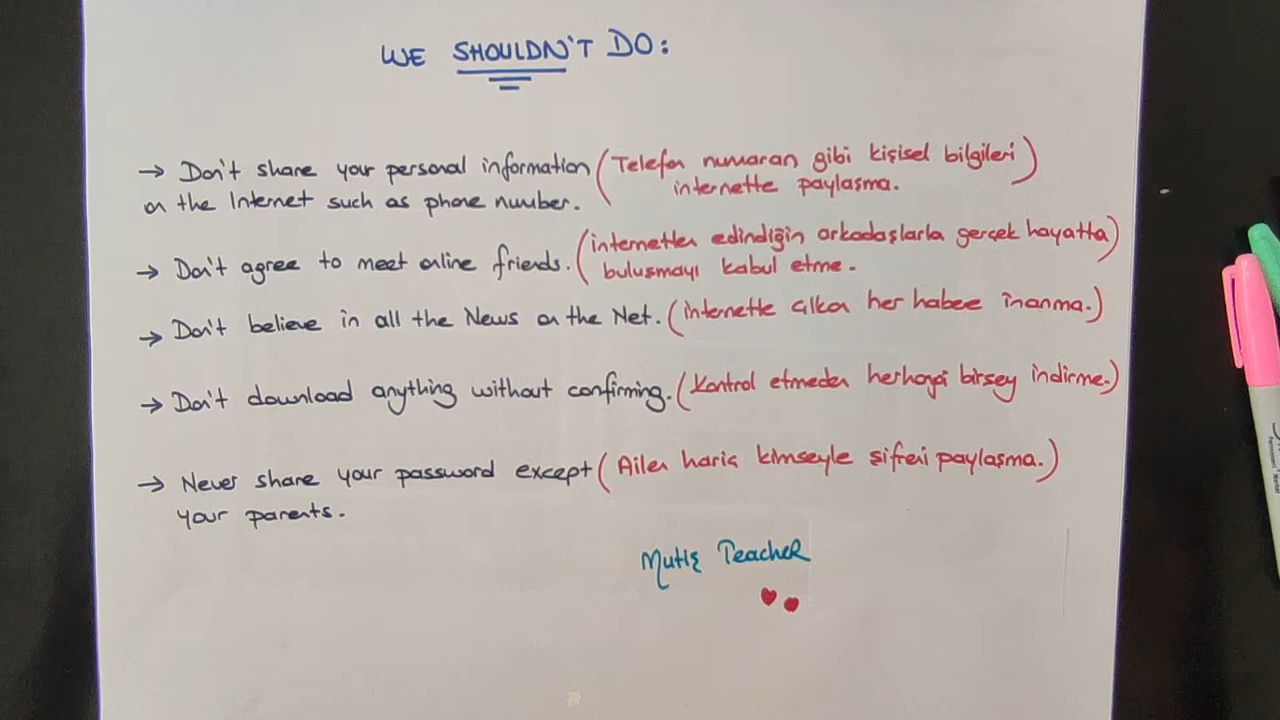 WE SHOULDN'T DO:
→ Don't share your personal information (Telefon numaran gibi kişisel bilgileri
on the Internet such as phone number. internette paylaşma.)
→ Don't agree to meet online friends. (internetten edindiğin arkadaşlarla gerçek hayatta
buluşmayı kabul etme.)
→ Don't believe in all the News on the Net. (internette çıkan her habere inanma.)
→ Don't download anything without confirming. (Kontrol etmeden herhangi birşey indirme.)
→ Never share your password except (Ailen hariç kimseyle şifreni paylaşma.)
your parents.
Teacher